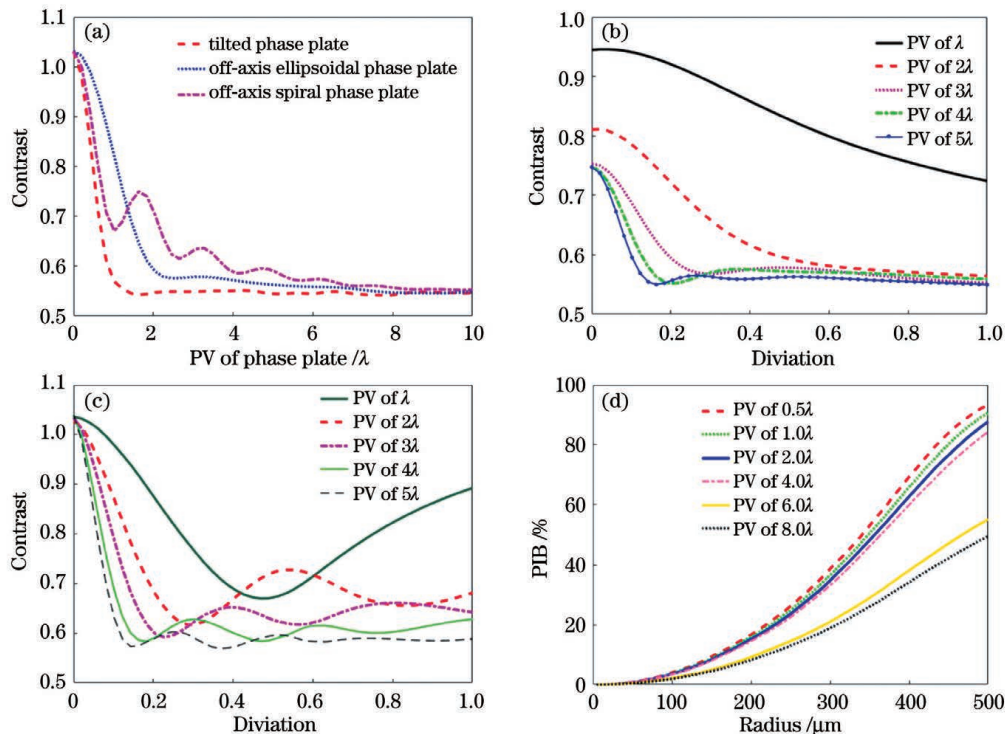 (a)
1.1
1.0
0.9
0.8
0.7
0.6
0.5
Contrast
tilted phase plate
off-axis ellipsoidal phase plate
off-axis spiral phase plate
0 2 4 6 8 10
PV of phase plate /λ
(b)
1.0
0.9
0.8
0.7
0.6
0.5
Contrast
PV of λ
PV of 2λ
PV of 3λ
PV of 4λ
PV of 5λ
0 0.2 0.4 0.6 0.8 1.0
Diviation
(c)
1.1
1.0
0.9
0.8
0.7
0.6
0.5
Contrast
PV of λ
PV of 2λ
PV of 3λ
PV of 4λ
PV of 5λ
0 0.2 0.4 0.6 0.8 1.0
Diviation
(d)
100
80
60
40
20
0
PIB /%
PV of 0.5λ
PV of 1.0λ
PV of 2.0λ
PV of 4.0λ
PV of 6.0λ
PV of 8.0λ
0 100 200 300 400 500
Radius /μm